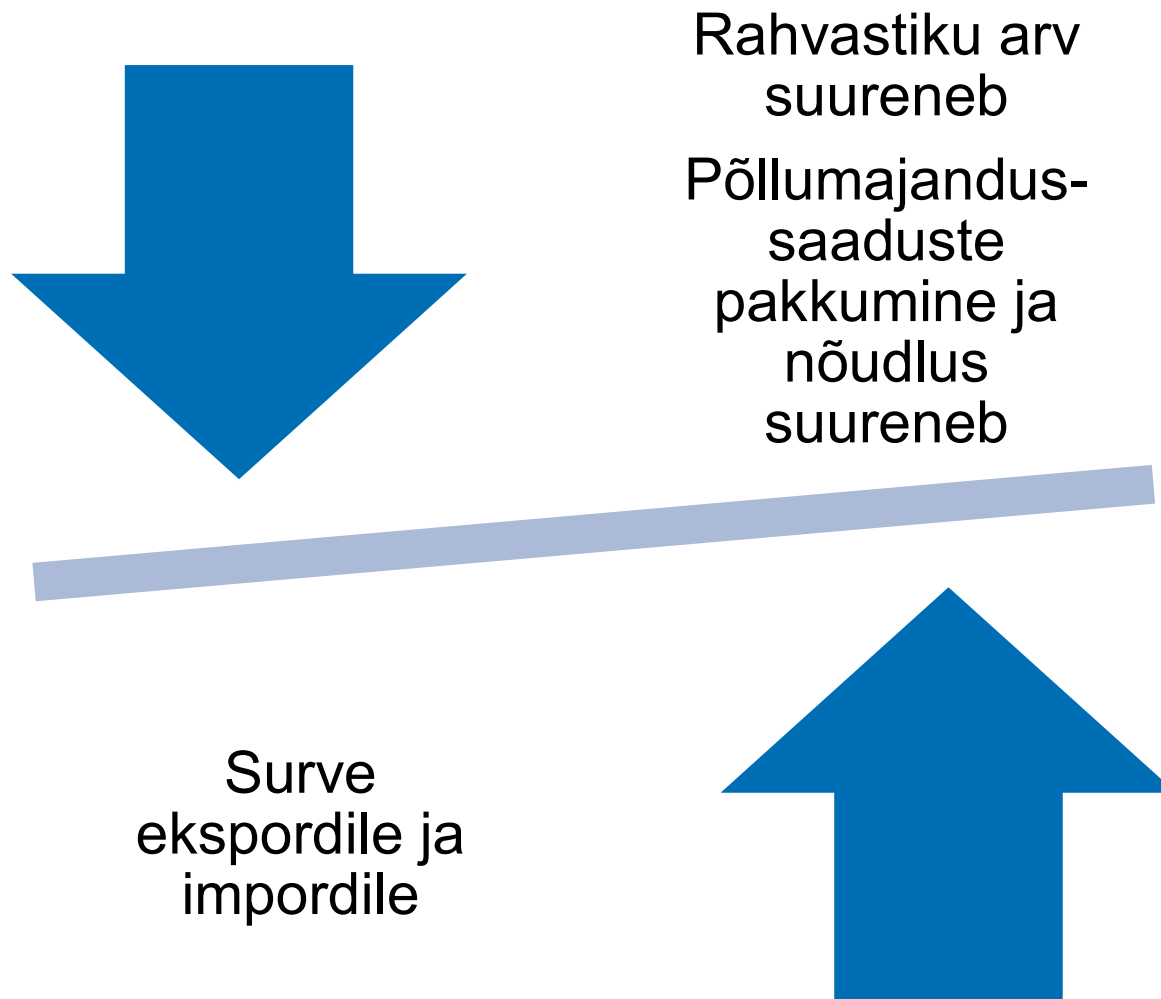 Rahvastiku arv
suureneb
Põllumajandus-
saaduste
pakkumine ja
nõudlus
suureneb
Surve
ekspordile ja
impordile